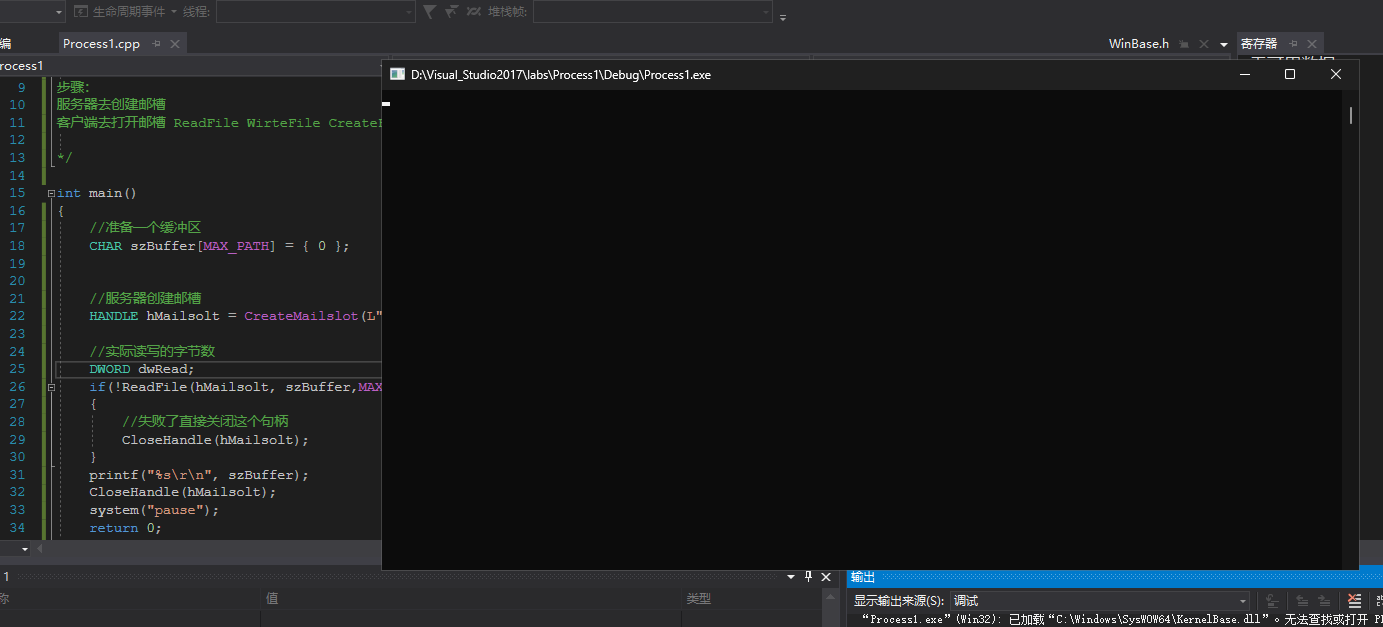 生命周期事件 线程: 堆栈帧:
编 Process1.cpp WinBase.h 寄存器
rocess1
D:\Visual_Studio2017\labs\Process1\Debug\Process1.exe
9 步骤:
10 服务器去创建邮槽
11 客户端去打开邮槽 ReadFile WirteFile Create
12
13 */
14
15 int main()
16 {
17 //准备一个缓冲区
18 CHAR szBuffer[MAX_PATH] = { 0 };
19
20
21 //服务器创建邮槽
22 HANDLE hMailsolt = CreateMailslot(L"
23
24 //实际读写的字节数
25 DWORD dwRead;
26 if(!ReadFile(hMailsolt, szBuffer,MAX
27 {
28 //失败了直接关闭这个句柄
29 CloseHandle(hMailsolt);
30 }
31 printf("%s\r\n", szBuffer);
32 CloseHandle(hMailsolt);
33 system("pause");
34 return 0;
1
输出
称 值 类型
显示输出来源(S): 调试
“Process1.exe”(Win32): 已加载“C:\Windows\SysWOW64\KernelBase.dll”。无法查找或打开 P